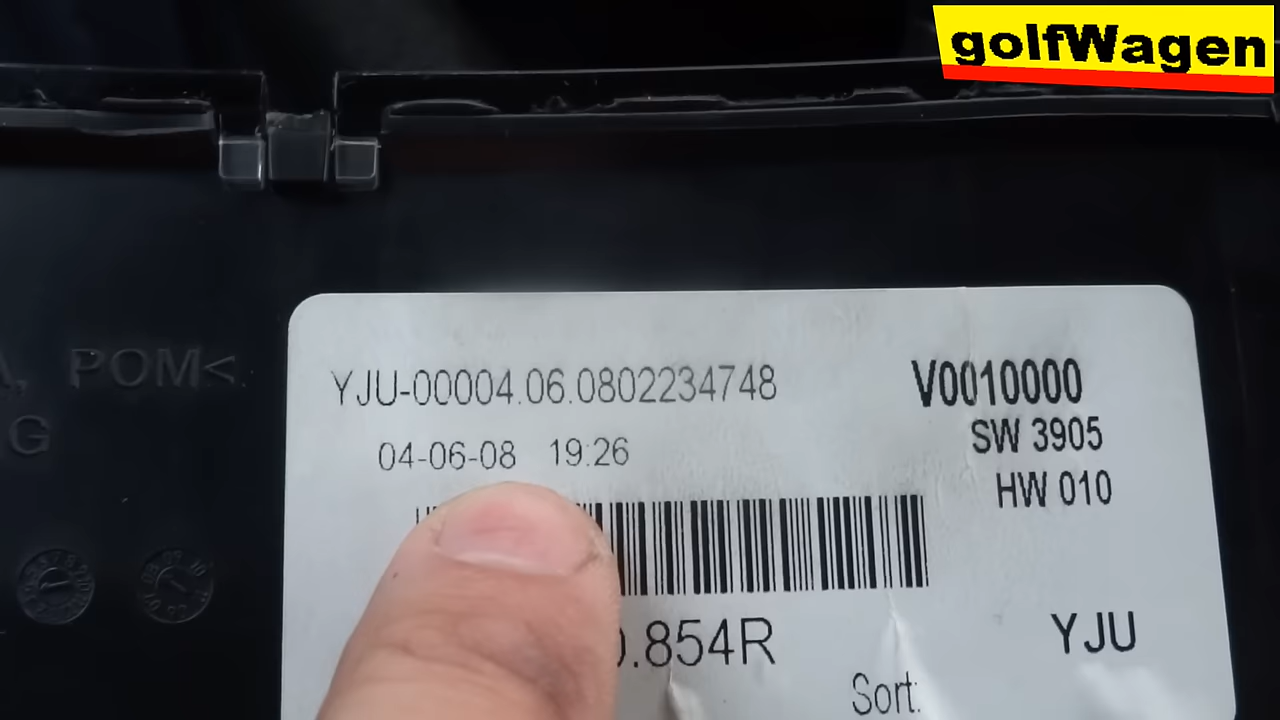 golfWagen
POM<
G
YJU-00004.06.0802234748
V0010000
SW 3905
04-06-08 19:26
HW 010
.854R
YJU
Sort: